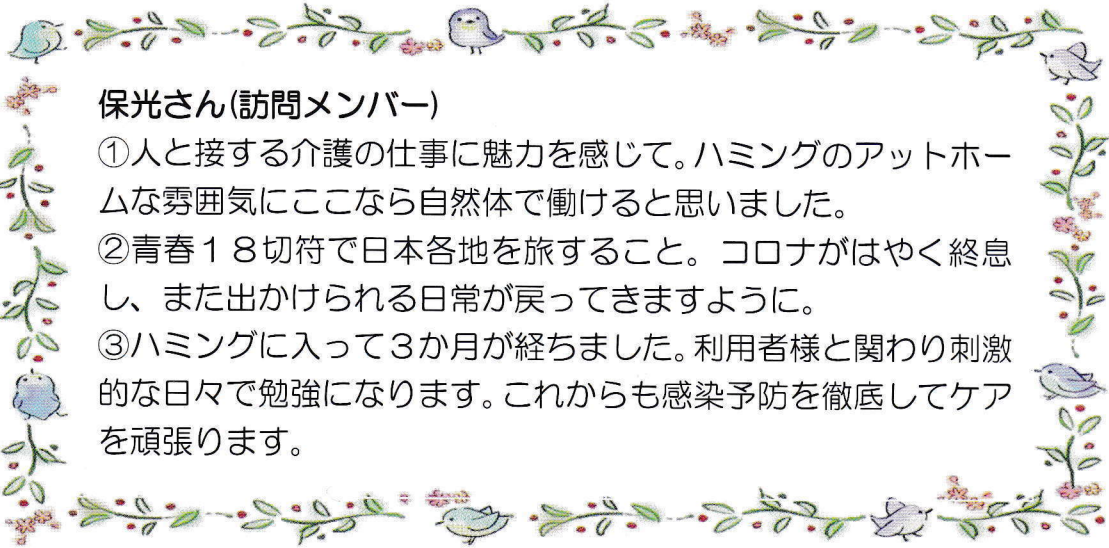 保光さん(訪問メンバー)
①人と接する介護の仕事に魅力を感じて。ハミングのアットホー
ムな雰囲気にここなら自然体で働けると思いました。
②青春18切符で日本各地を旅すること。コロナがはやく終息
し、また出かけられる日常が戻ってきますように。
③ハミングに入って3か月が経ちました。利用者様と関わり刺激
的な日々で勉強になります。これからも感染予防を徹底してケア
を頑張ります。